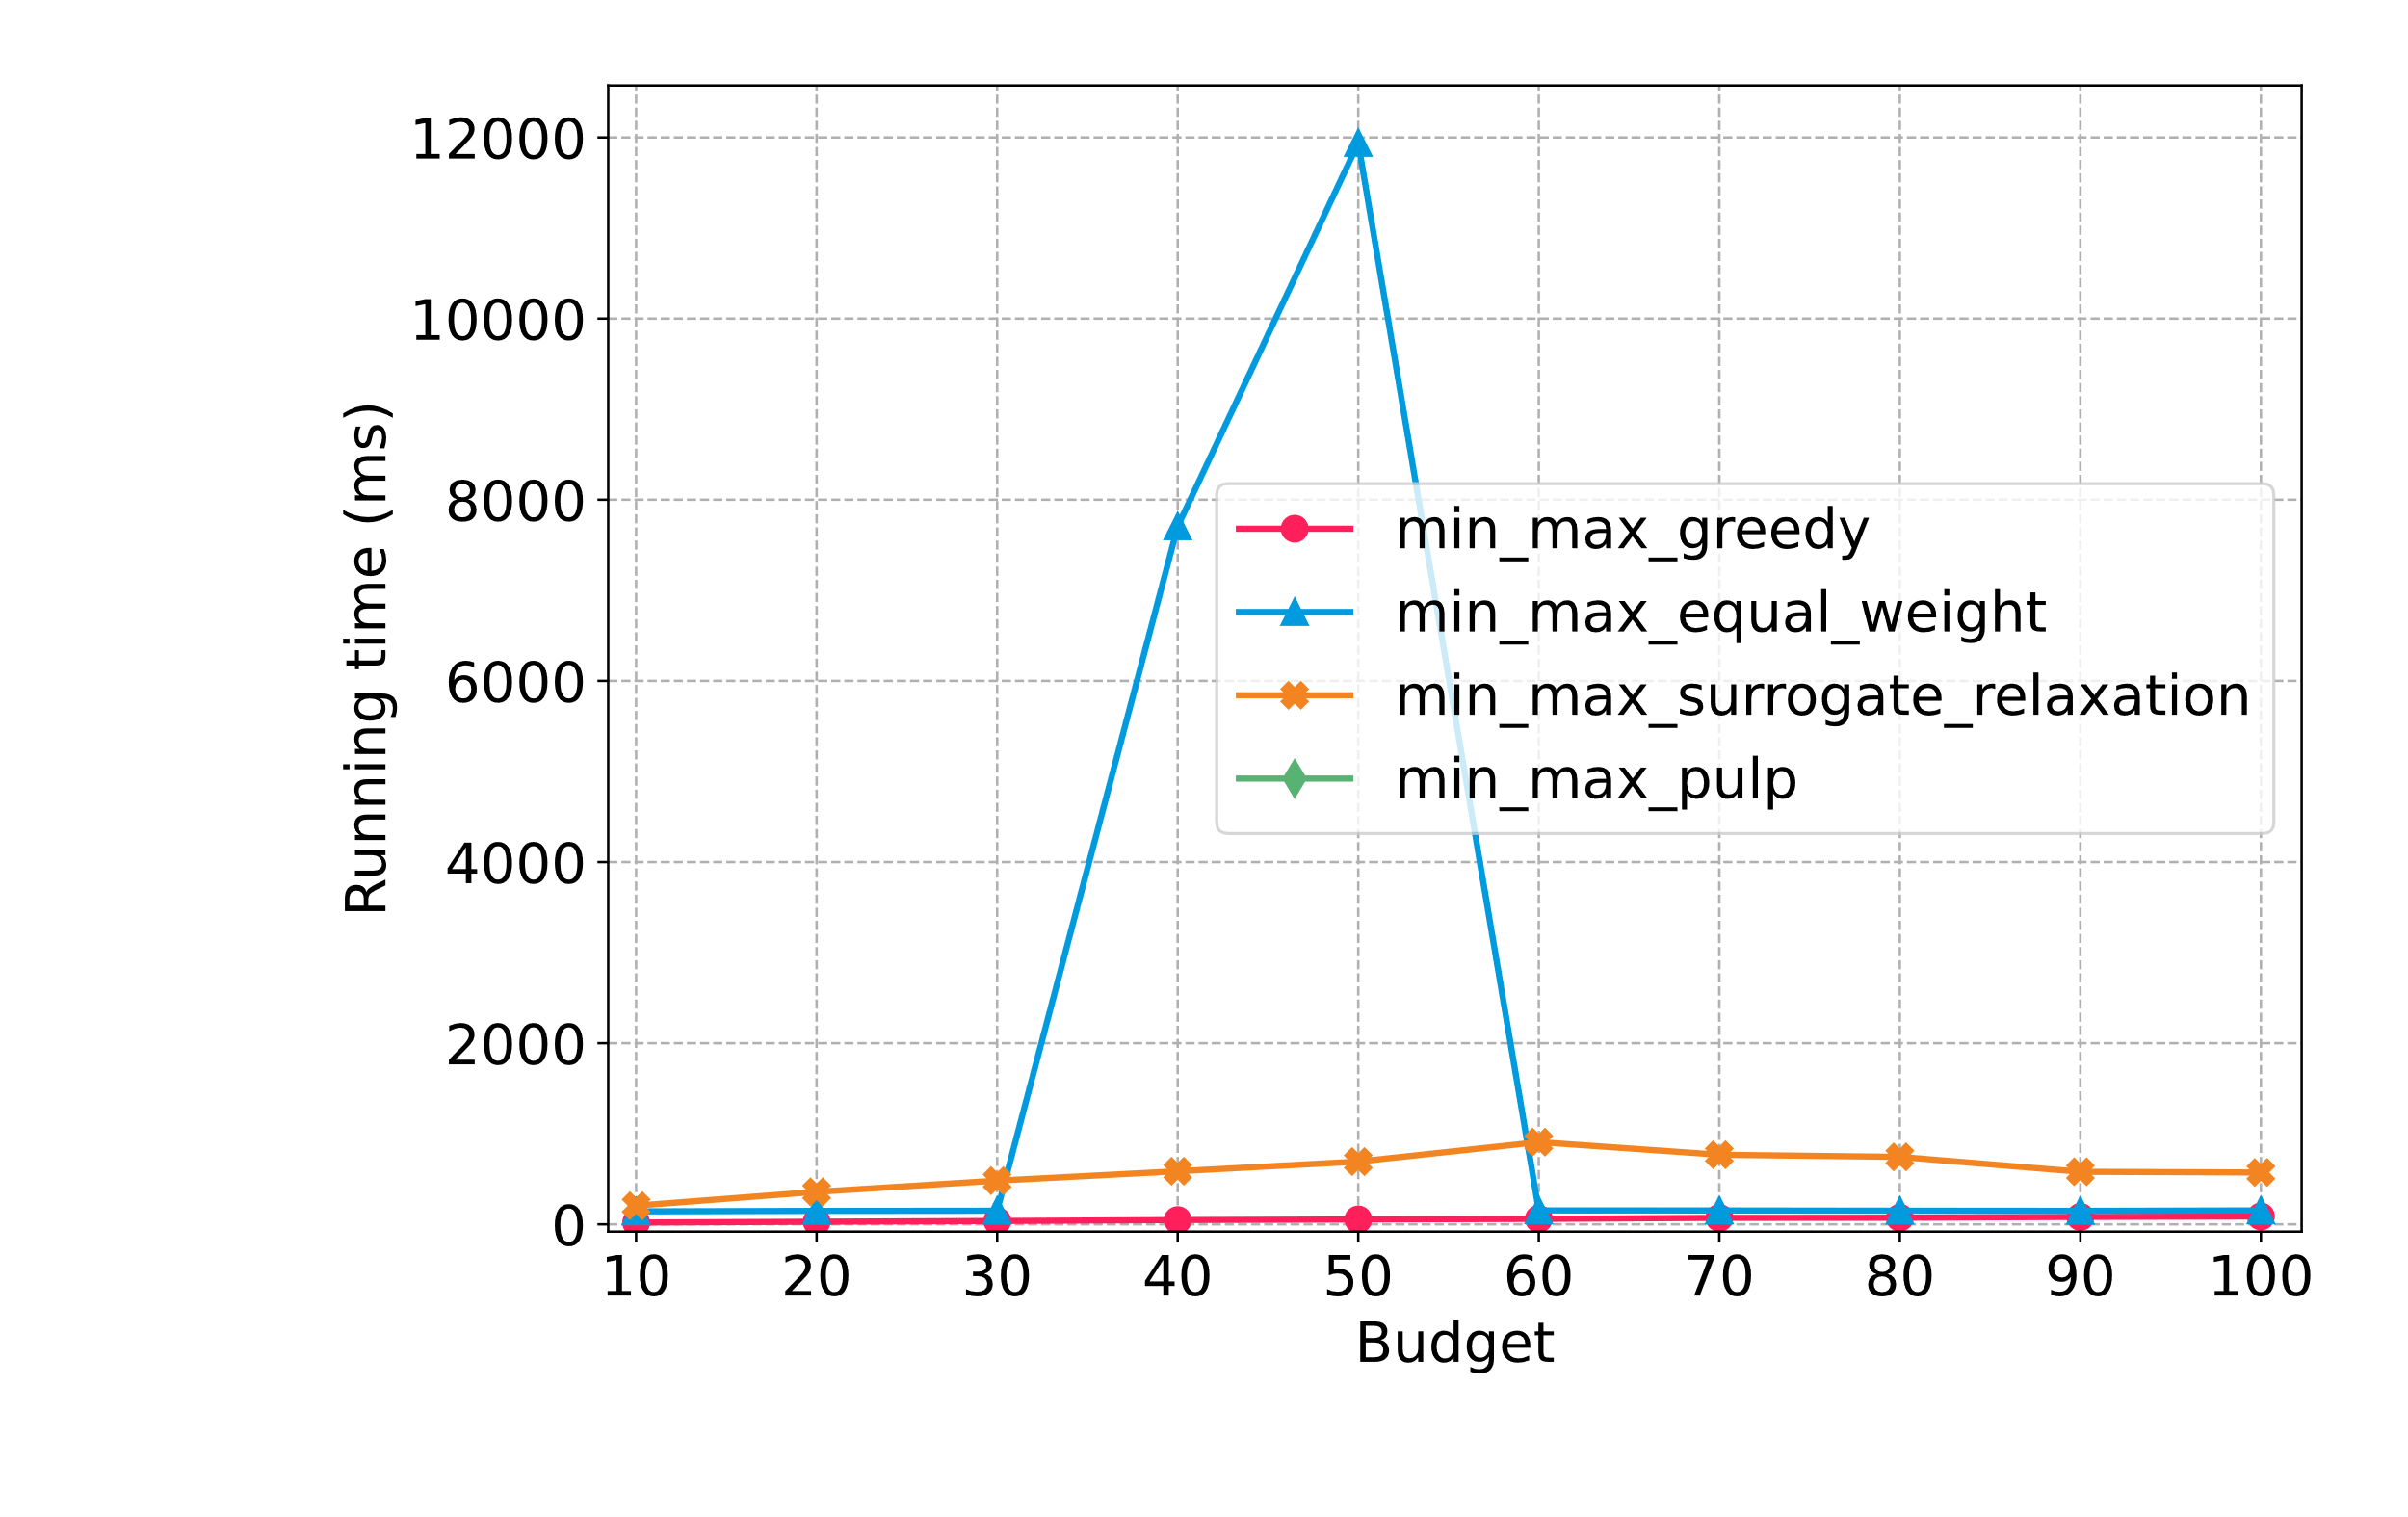 12000
10000
8000
6000
4000
2000
0
Running time (ms)
min_max_greedy
min_max_equal_weight
min_max_surrogate_relaxation
min_max_pulp
10 20 30 40 50 60 70 80 90 100
Budget